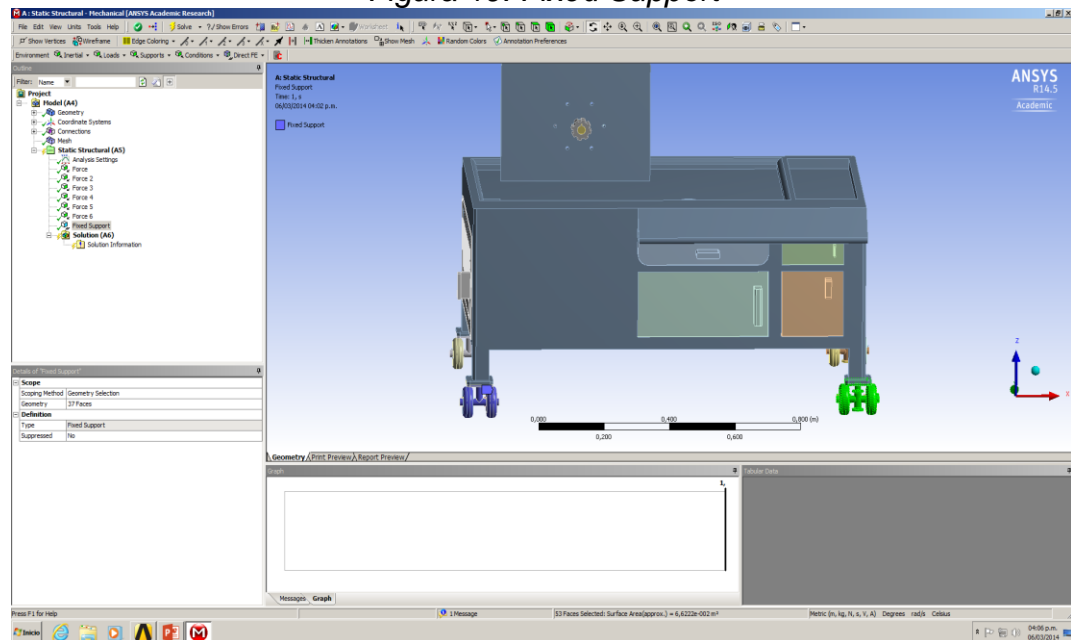 Figura 46. Fixed Support
A : Static Structural - Mechanical [ANSYS Academic Research]
File Edit View Units Tools Help Solve ?/Show Errors Worksheet
Show Vertices Wireframe Edge Coloring Thicken Annotations Show Mesh Random Colors Annotation Preferences
Environment Inertial Loads Supports Conditions Direct FE
Outline
Filter: Name
Project
Model (A4)
Geometry
Coordinate Systems
Connections
Mesh
Static Structural (A5)
Analysis Settings
Force
Force 2
Force 3
Force 4
Force 5
Force 6
Fixed Support
Solution (A6)
Solution Information
Details of "Fixed Support"
Scope
Scoping Method Geometry Selection
Geometry 37 Faces
Definition
Type Fixed Support
Suppressed No
A: Static Structural
Fixed Support
Time: 1, s
06/03/2014 04:02 p.m.
Fixed Support
ANSYS
R14.5
Academic
Z
X
0,000 0,400 0,800 (m)
0,200 0,600
Geometry Print Preview Report Preview
Graph
1,
Tabular Data
Messages Graph
Press F1 for Help
1 Message
53 Faces Selected: Surface Area(approx.) = 6,6222e-002 m²
Metric (m, kg, N, s, V, A) Degrees rad/s Celsius
Inicio
04:06 p.m.
06/03/2014